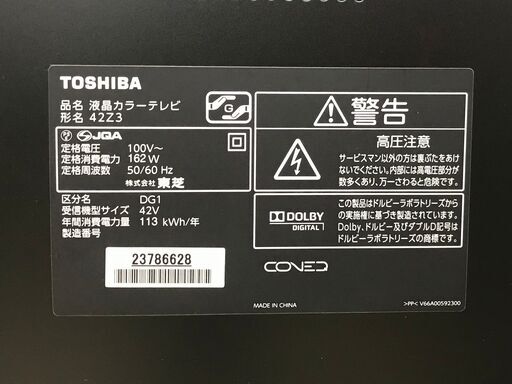 TOSHIBA
品名 液晶カラーテレビ
形名 42Z3
G
JQA
定格電圧 100V~
定格消費電力 162W
定格周波数 50/60 Hz
株式会社 東芝
区分名 DG1
受信機型サイズ 42V
年間消費電力量 113 kWh/年
製造番号
23786628
警告
高圧注意
サービスマン以外の方は裏ぶたをあけ
ないでください。内部には高電圧部分が
数多くあり、万一さわると危険です。
DOLBY
DIGITAL
この製品はドルビーラボラトリーズから
の実施権に基づき製造されています。
Dolby、ドルビー及びダブルD記号は
ドルビーラボラトリーズの商標です。
CONEQ
MADE IN CHINA
>PP< V66A00592300